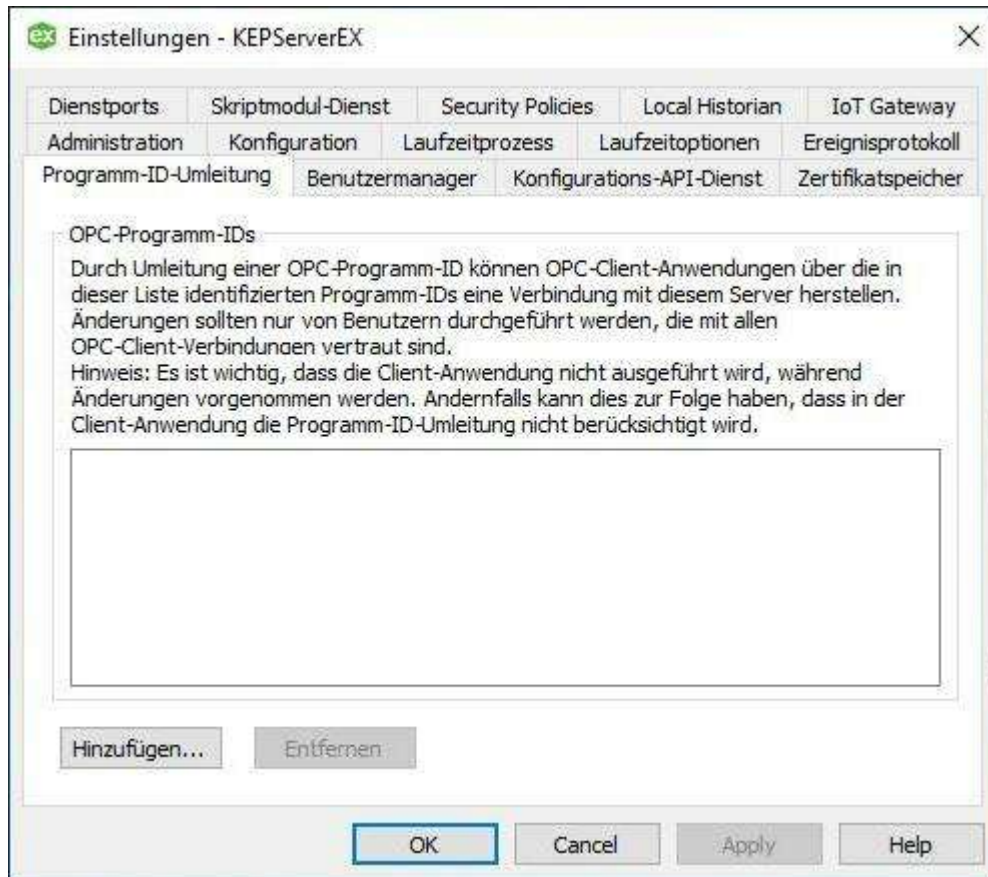 ex Einstellungen - KEPServerEX
Dienstports Skriptmodul-Dienst Security Policies Local Historian IoT Gateway
Administration Konfiguration Laufzeitprozess Laufzeitoptionen Ereignisprotokoll
Programm-ID-Umleitung Benutzermanager Konfigurations-API-Dienst Zertifikatspeicher
OPC-Programm-IDs
Durch Umleitung einer OPC-Programm-ID können OPC-Client-Anwendungen über die in
dieser Liste identifizierten Programm-IDs eine Verbindung mit diesem Server herstellen.
Änderungen sollten nur von Benutzern durchgeführt werden, die mit allen
OPC-Client-Verbindungen vertraut sind.
Hinweis: Es ist wichtig, dass die Client-Anwendung nicht ausgeführt wird, während
Änderungen vorgenommen werden. Andernfalls kann dies zur Folge haben, dass in der
Client-Anwendung die Programm-ID-Umleitung nicht berücksichtigt wird.
Hinzufügen... Entfernen
OK Cancel Apply Help